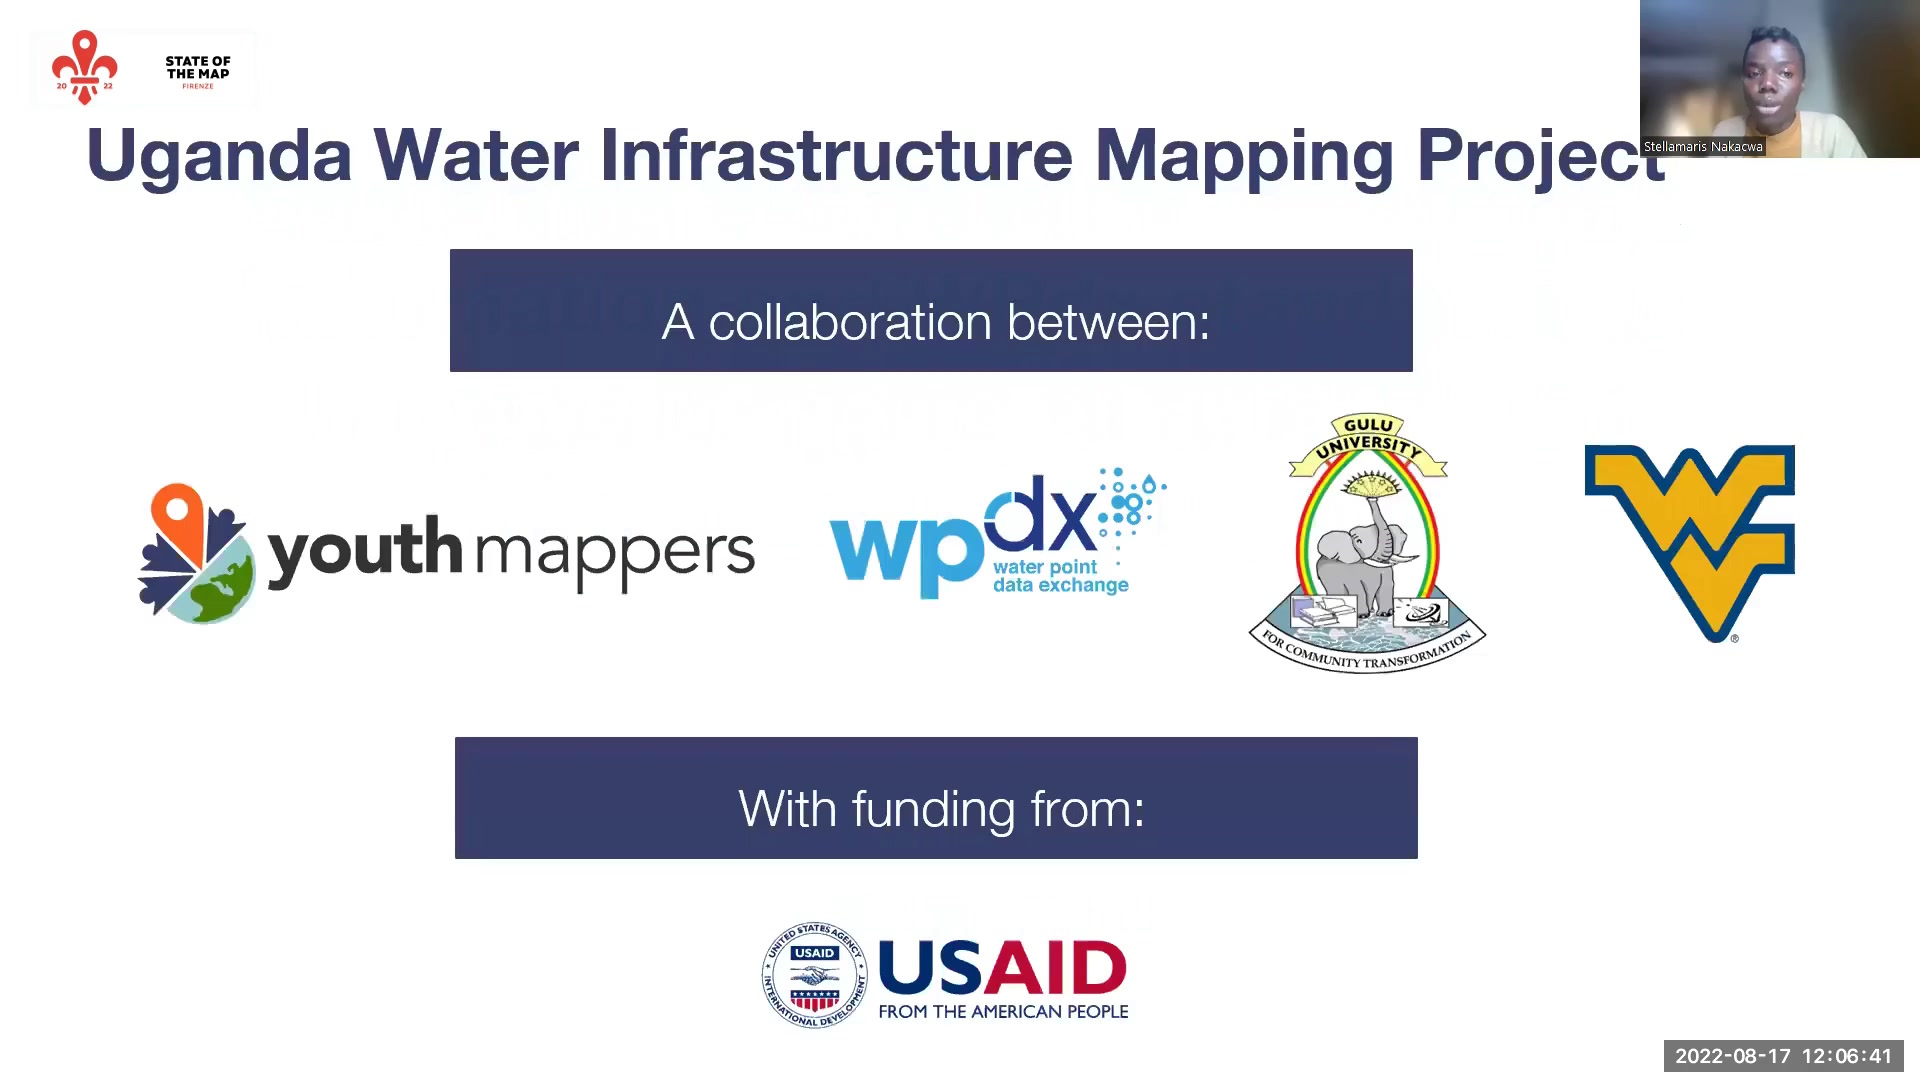 20 22
STATE OF
THE MAP
FIRENZE
Stellamaris Nakacwa
Uganda Water Infrastructure Mapping Project
A collaboration between:
youthmappers
wpdx
water point
data exchange
GULU
UNIVERSITY
FOR COMMUNITY TRANSFORMATION
WV
®
With funding from:
UNITED STATES AGENCY
USAID
INTERNATIONAL DEVELOPMENT
USAID
FROM THE AMERICAN PEOPLE
2022-08-17 12:06:41